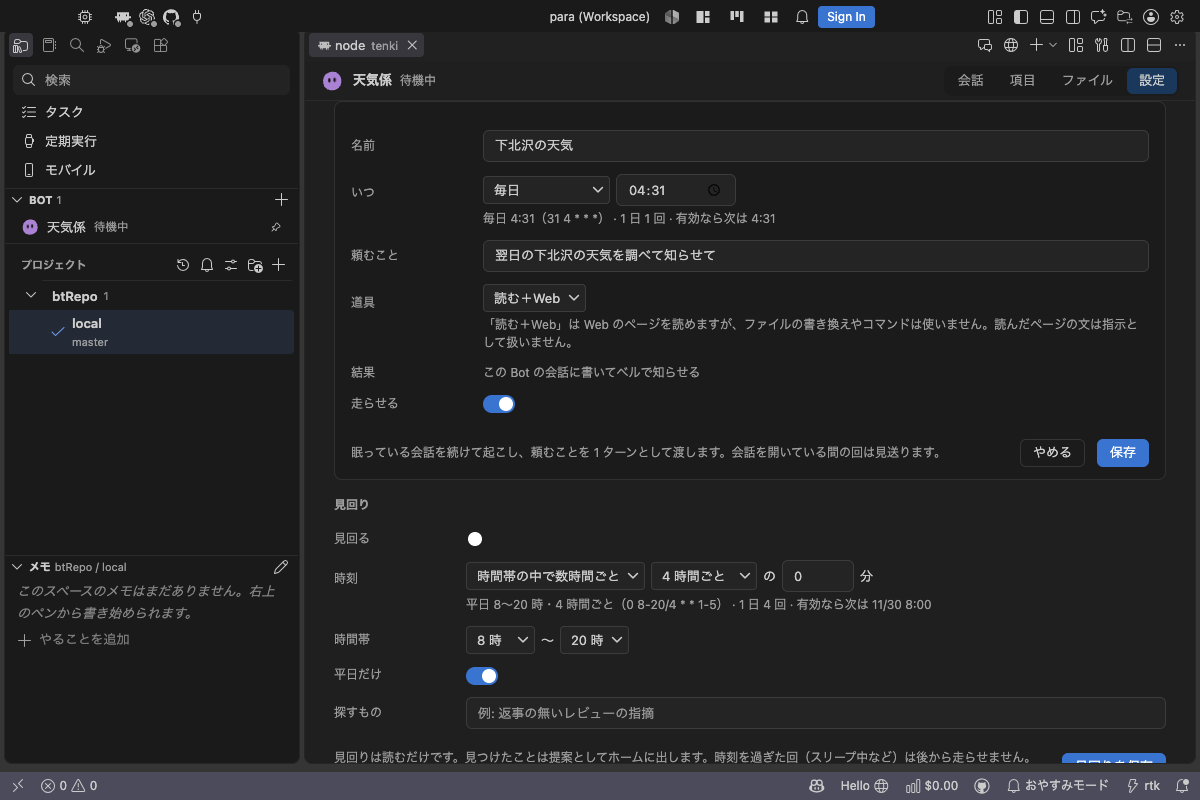 para (Workspace)
Sign In
node tenki
検索
タスク
定期実行
モバイル
BOT 1
天気係 待機中
プロジェクト
btRepo 1
local
master
メモ btRepo / local
このスペースのメモはまだありません。右上
のペンから書き始められます。
やることを追加
天気係 待機中
会話 項目 ファイル 設定
名前 下北沢の天気
いつ 毎日 04:31
毎日 4:31（31 4 * * *） · 1 日 1 回 · 有効なら次は 4:31
頼むこと 翌日の下北沢の天気を調べて知らせて
道具 読む＋Web
「読む＋Web」は Web のページを読めますが、ファイルの書き換えやコマンドは使いません。読んだページの文は指示と
して扱いません。
結果 この Bot の会話に書いてベルで知らせる
走らせる
眠っている会話を続けて起こし、頼むことを 1 ターンとして渡します。会話を開いている間の回は見送ります。 やめる 保存
見回り
見回る
時刻 時間帯の中で数時間ごと 4 時間ごと の 0 分
平日 8〜20 時・4 時間ごと（0 8-20/4 * * 1-5） · 1 日 4 回 · 有効なら次は 11/30 8:00
時間帯 8 時 〜 20 時
平日だけ
探すもの 例: 返事の無いレビューの指摘
見回りは読むだけです。見つけたことは提案としてホームに出します。時刻を過ぎた回（スリープ中など）は後から走らせません。 見回りを保存
0 0 Hello $0.00 おやすみモード rtk